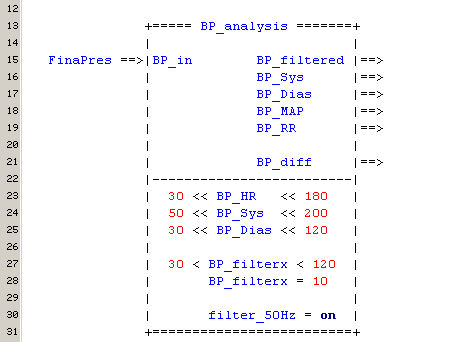 12
13 +===== BP_analysis =======+
14 | |
15 FinaPres ==>|BP_in BP_filtered |==>
16 | BP_Sys |==>
17 | BP_Dias |==>
18 | BP_MAP |==>
19 | BP_RR |==>
20 | |
21 | BP_diff |==>
22 |-------------------------|
23 | 30 << BP_HR << 180 |
24 | 50 << BP_Sys << 200 |
25 | 30 << BP_Dias << 120 |
26 | |
27 | 30 < BP_filterx < 120 |
28 | BP_filterx = 10 |
29 | |
30 | filter_50Hz = on |
31 +=========================+